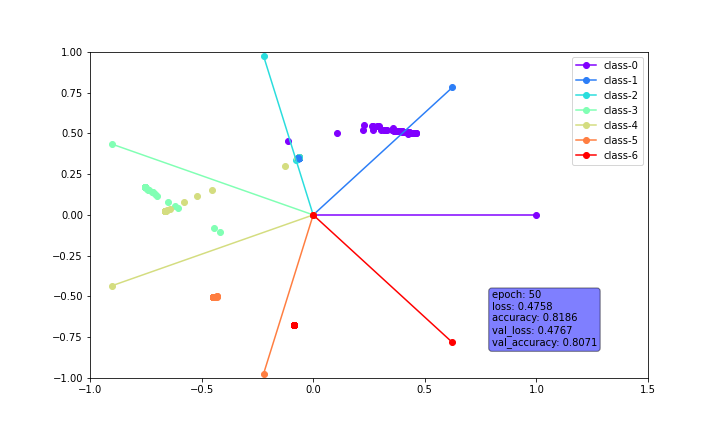 1.00
0.75
0.50
0.25
0.00
−0.25
−0.50
−0.75
−1.00
−1.0
−0.5
0.0
0.5
1.0
1.5
class-0
class-1
class-2
class-3
class-4
class-5
class-6
epoch: 50
loss: 0.4758
accuracy: 0.8186
val_loss: 0.4767
val_accuracy: 0.8071